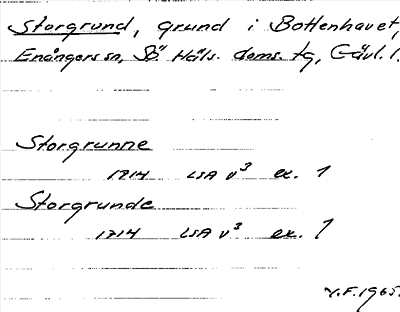 Storgrund, grund i Bottenhavet,
Enångers sn, Sö. Häls. doms. tg, Gävl. l.
Storgrunne
1714 LSA v³ ex. 1
Storgrunde
1714 LSA v³ ex. 1
V.F. 1965.